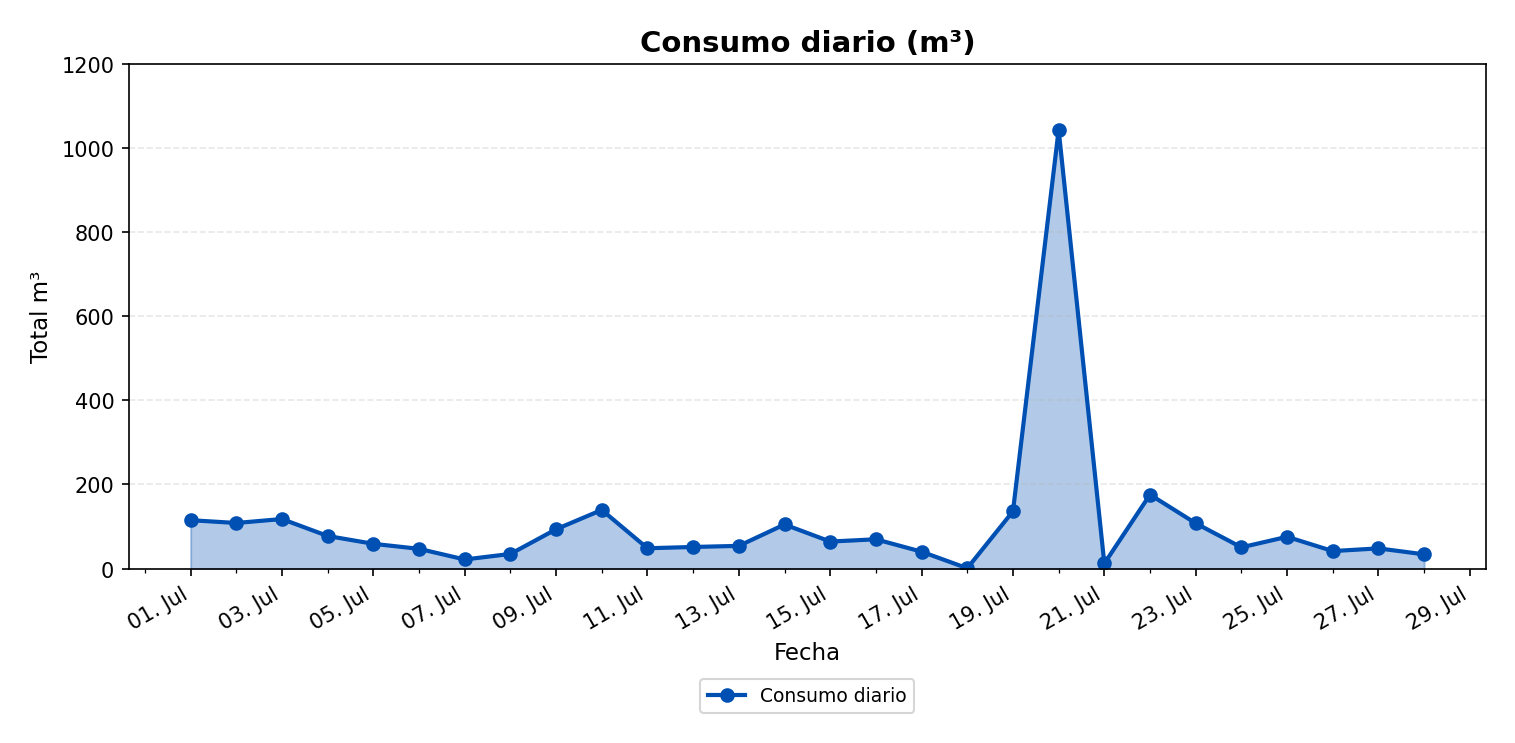 Consumo diario (m³)
1200
1000
800
600
400
200
0
Total m³
01. Jul
03. Jul
05. Jul
07. Jul
09. Jul
11. Jul
13. Jul
15. Jul
17. Jul
19. Jul
21. Jul
23. Jul
25. Jul
27. Jul
29. Jul
Fecha
Consumo diario